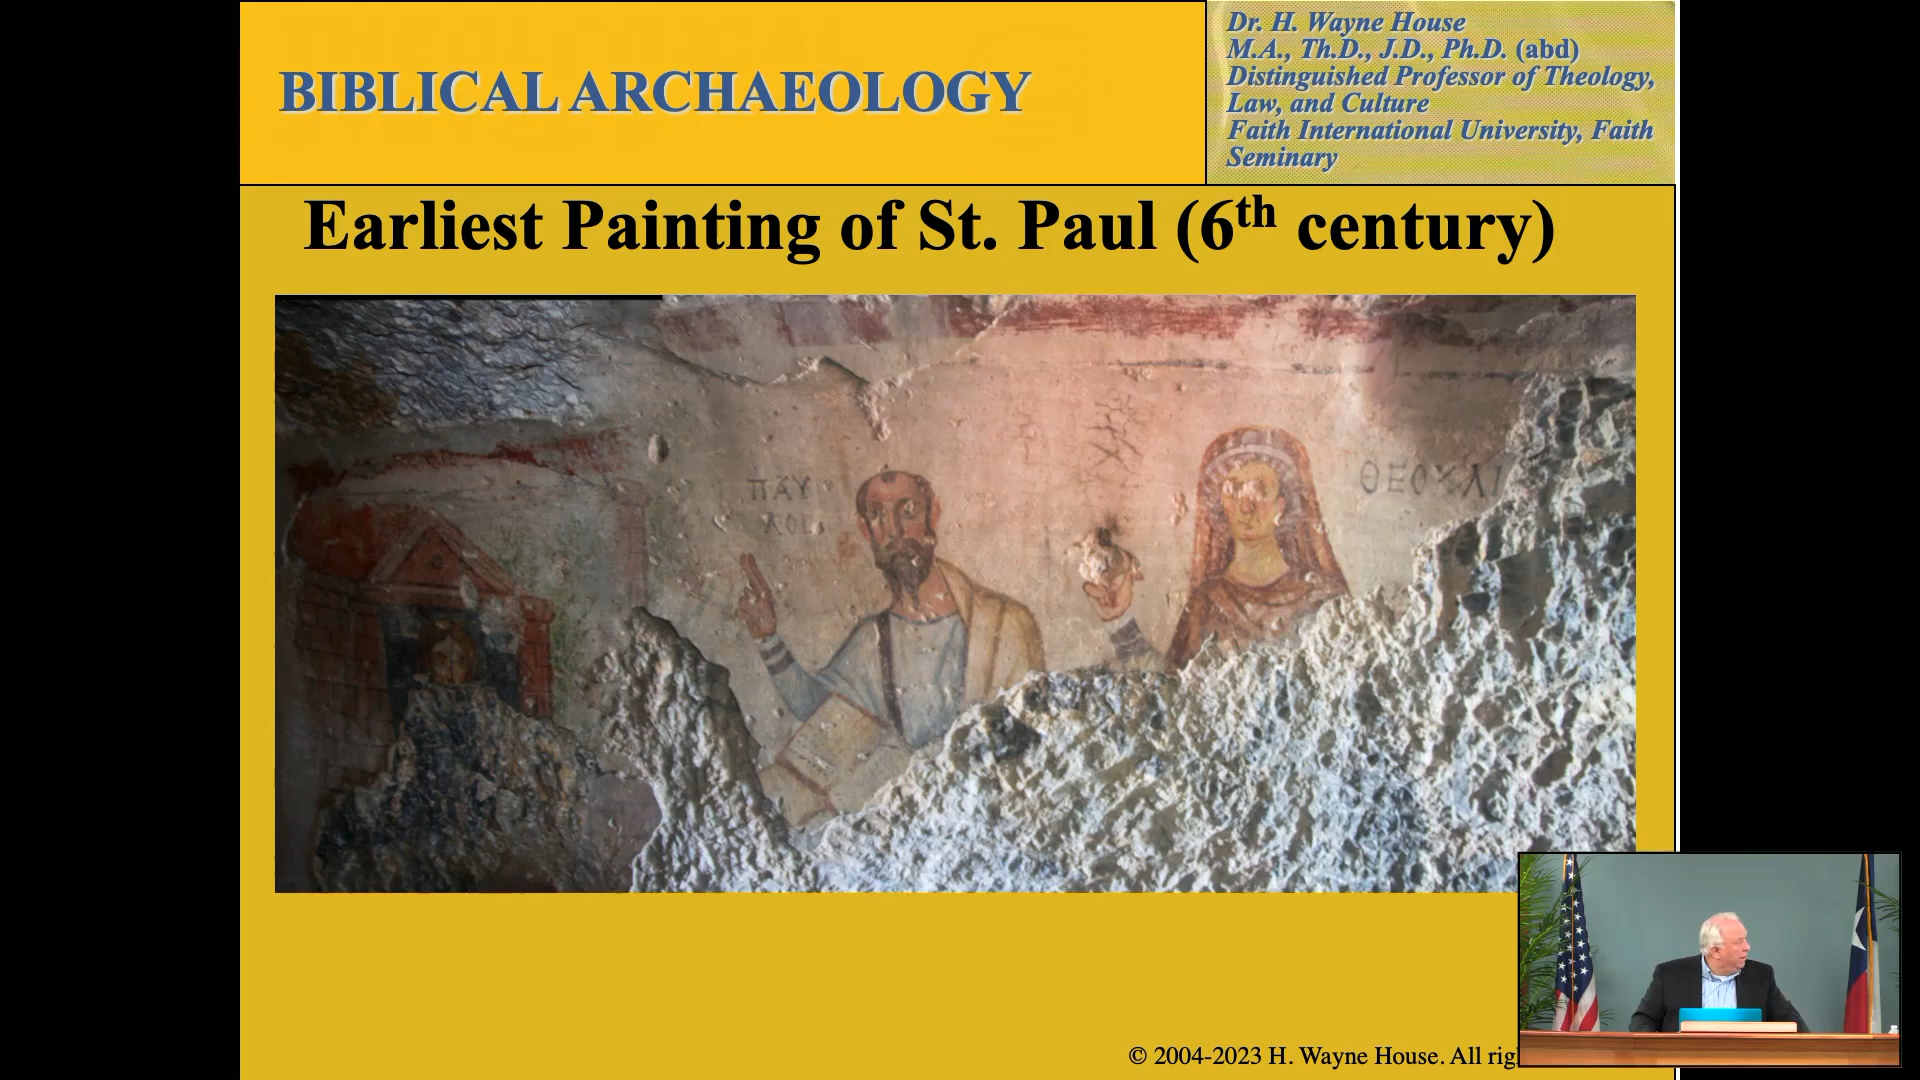 BIBLICAL ARCHAEOLOGY
Dr. H. Wayne House
M.A., Th.D., J.D., Ph.D. (abd)
Distinguished Professor of Theology,
Law, and Culture
Faith International University, Faith
Seminary
Earliest Painting of St. Paul (6th century)
ΠΑΥ
ΛΟΣ
ΘΕΟΚΛΙ
© 2004-2023 H. Wayne House. All rig